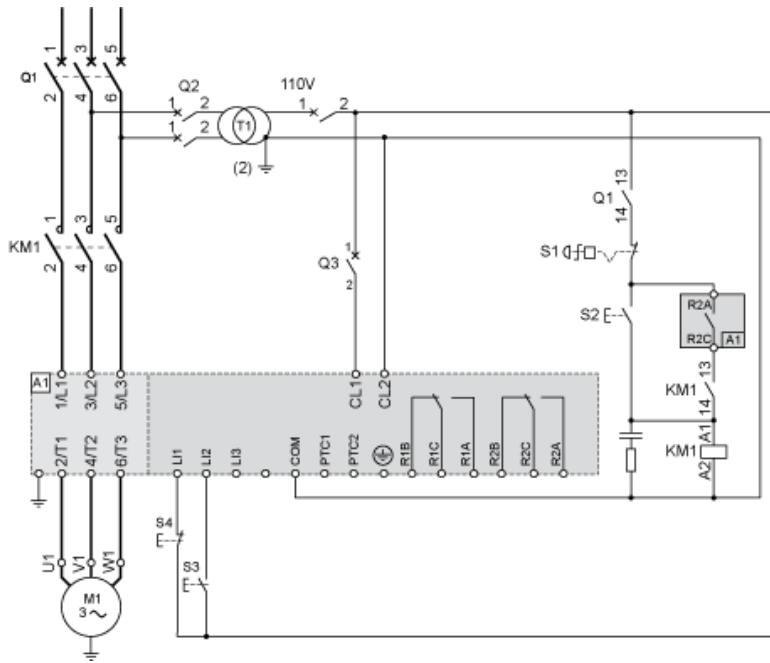 1 3 5
Q1
2 4 6
Q2
1 2
1 2
T1
(2)
110V
1 2
13
Q1
14
S1
1 3 5
KM1
2 4 6
1
Q3
2
S2
R2A
R2C A1
13
KM1
14
A1
KM1
A2
A1
1/L1 3/L2 5/L3
CL1 CL2
2/T1 4/T2 6/T3
LI1 LI2 LI3 COM PTC1 PTC2 R1B R1C R1A R2B R2C R2A
S4
S3
U1 V1 W1
M1
3 ~